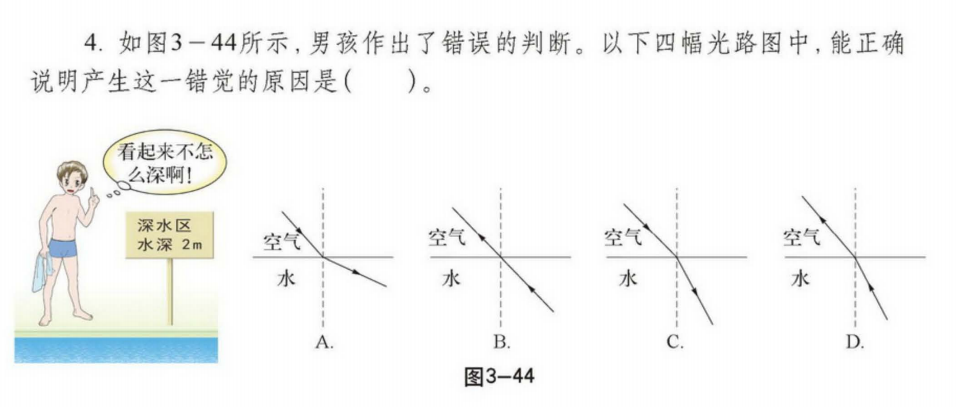 4. 如图3-44所示,男孩作出了错误的判断。以下四幅光路图中,能正确
说明产生这一错觉的原因是(　　)。
看起来不怎
么深啊!
深水区
水深 2m
空气
水
A.
空气
水
B.
空气
水
C.
空气
水
D.
图3-44